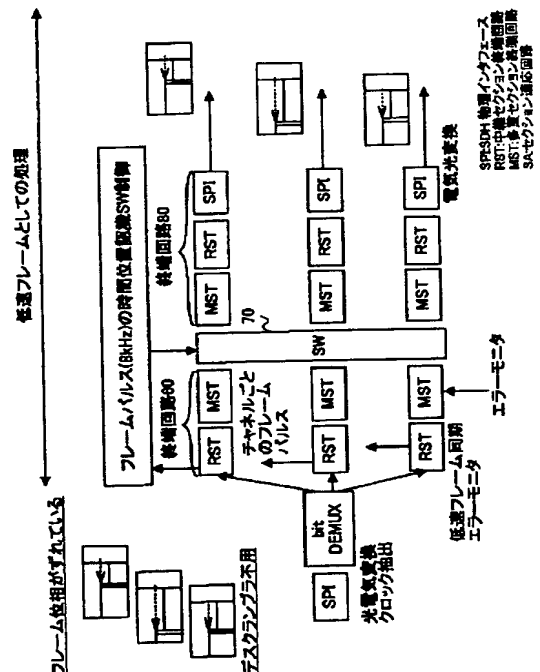 低速フレームとしての処理
フレーム位相がずれている
フレームパルス(8kHz)の時間位置認識SW制御
終端回路60
終端回路80
RST
MST
MST
RST
SPI
チャネルごと
のフレーム
パルス
70
SW
デスクランブラ不用
SPI
bit
DEMUX
RST
MST
MST
RST
SPI
光電気変換
クロック抽出
RST
MST
MST
RST
SPI
電気光変換
低速フレーム同期
エラーモニタ
エラーモニタ
SPI:SDH 物理インタフェース
RST:中継セクション終端回路
MST:多重セクション終端回路
SA:セクション適応回路